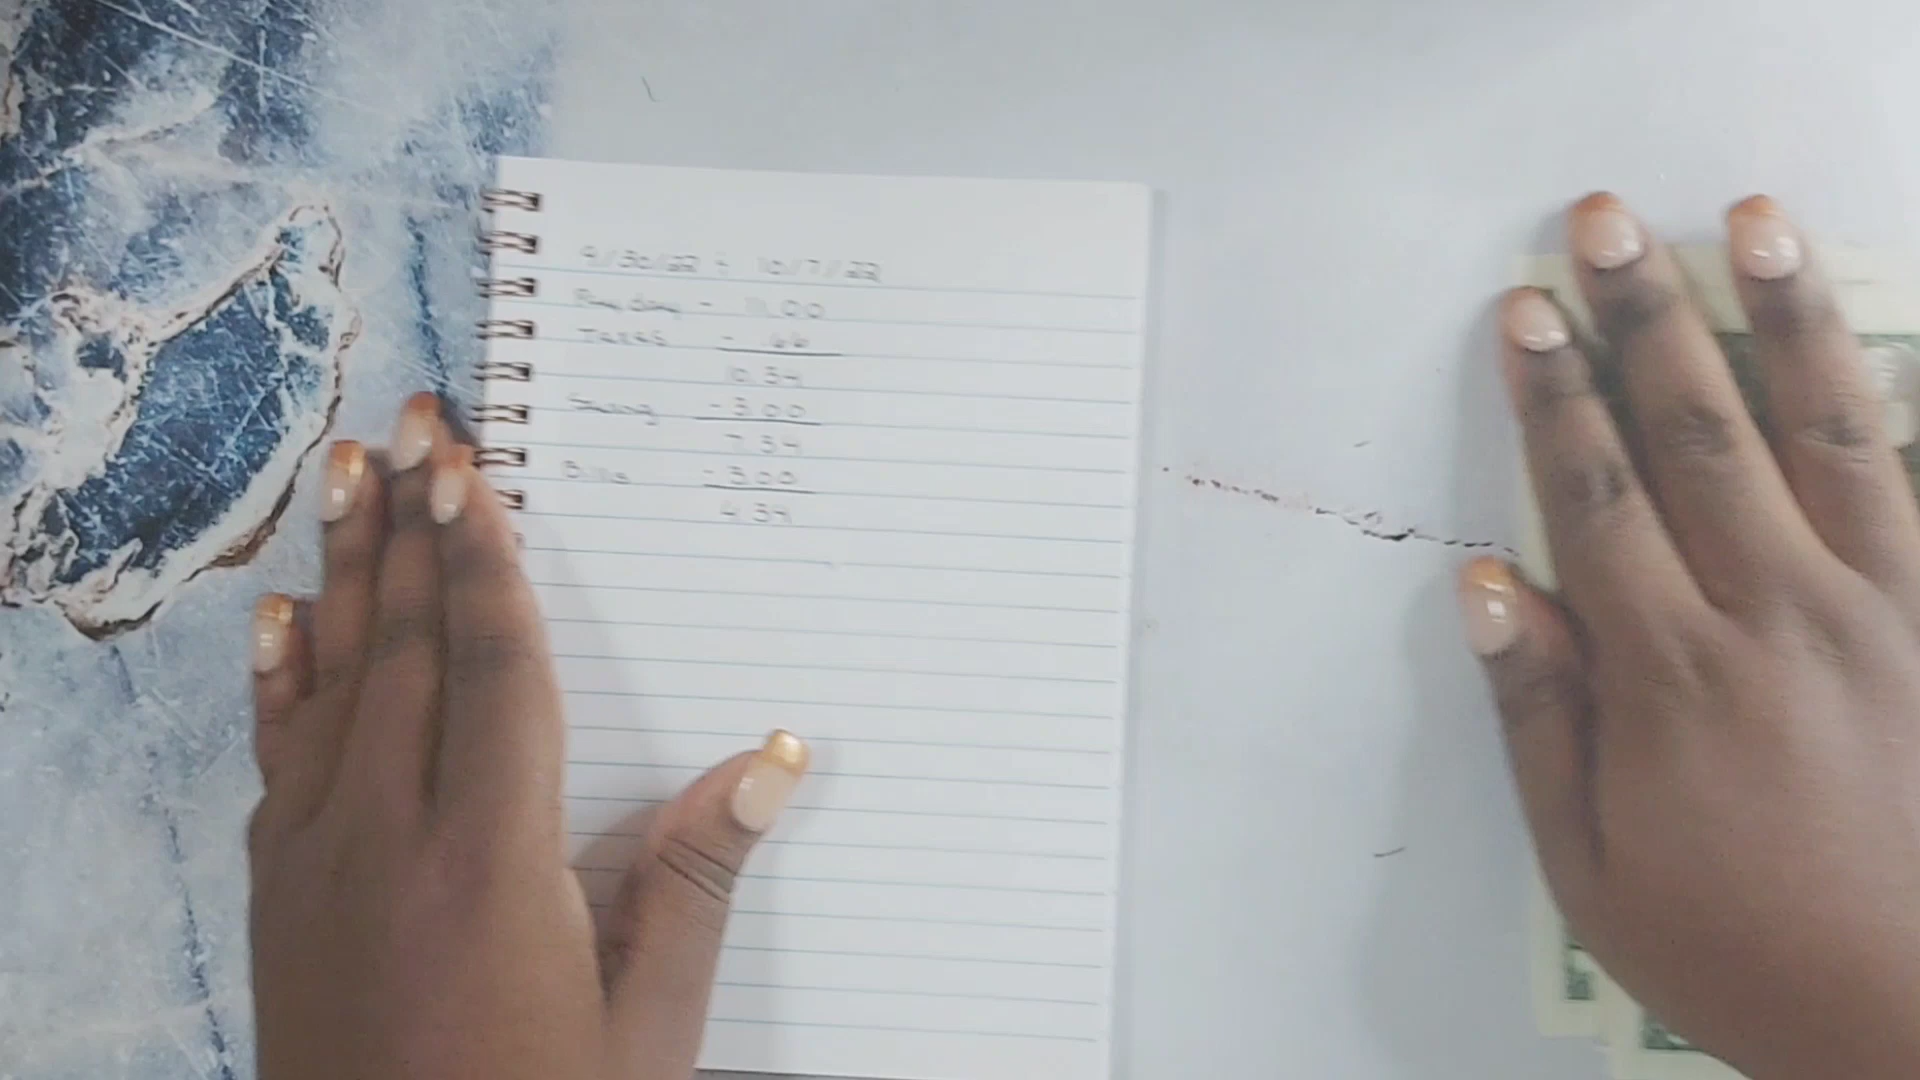 9/30/22 - 10/7/22
Payday - 11.00
Taxes - .66
10.34
Saving - 3.00
7.34
Bills - 3.00
4.34